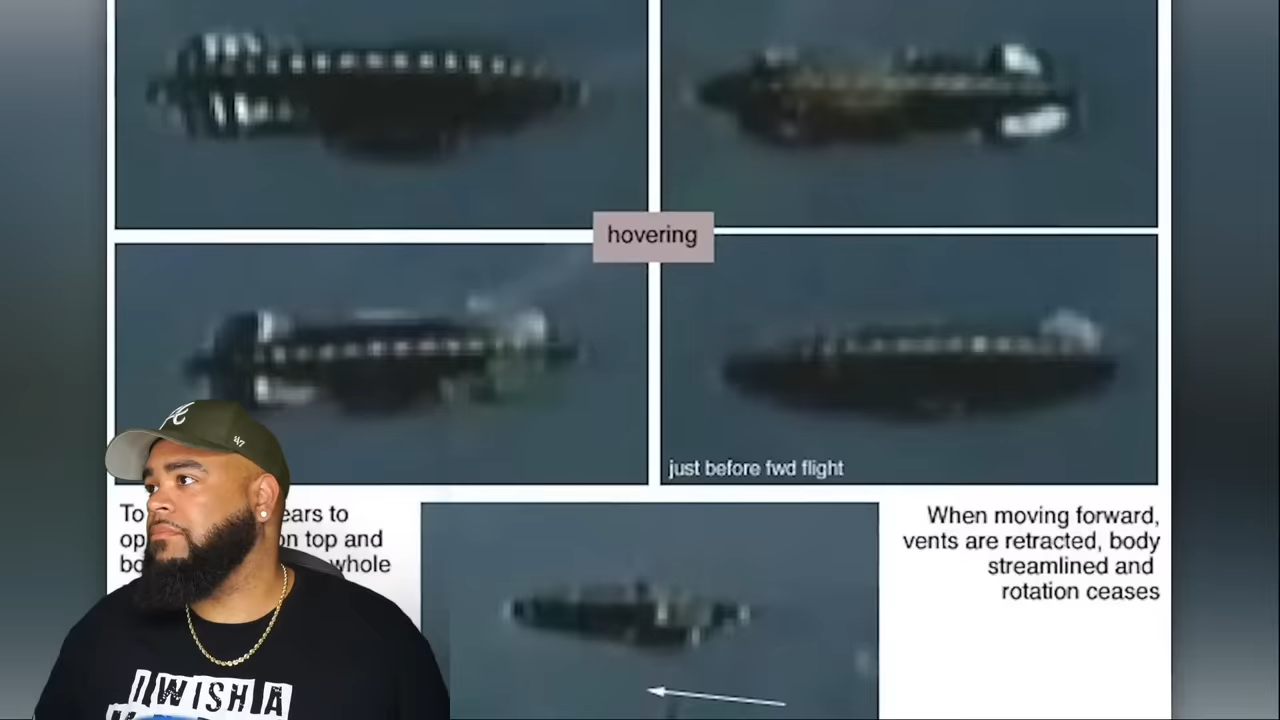 hovering
just before fwd flight
To ears to
op on top and
bo whole
When moving forward,
vents are retracted, body
streamlined and
rotation ceases
A
'47
I WISH A